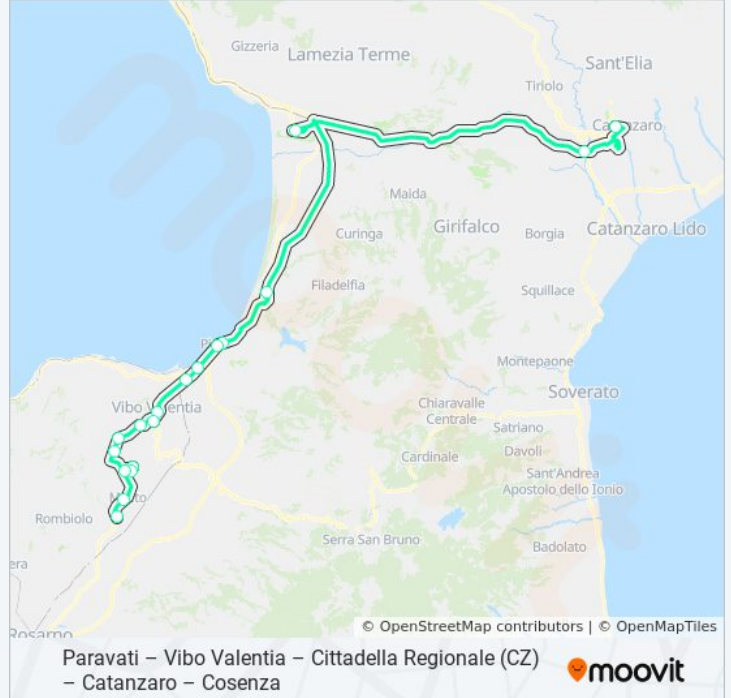 Gizzeria
Lamezia Terme
Sant'Elia
Tiriolo
Maida
Girifalco
Curinga
Borgia
Catanzaro Lido
Filadelfia
Squillace
Montepaone
Soverato
Vibo Valentia
Chiaravalle
Centrale
Satriano
Cardinale
Davoli
Sant'Andrea
Apostolo dello Ionio
Rombiolo
Serra San Bruno
Badolato
Rosarno
© OpenStreetMap contributors | © OpenMapTiles
Paravati – Vibo Valentia – Cittadella Regionale (CZ)
– Catanzaro – Cosenza
moovit